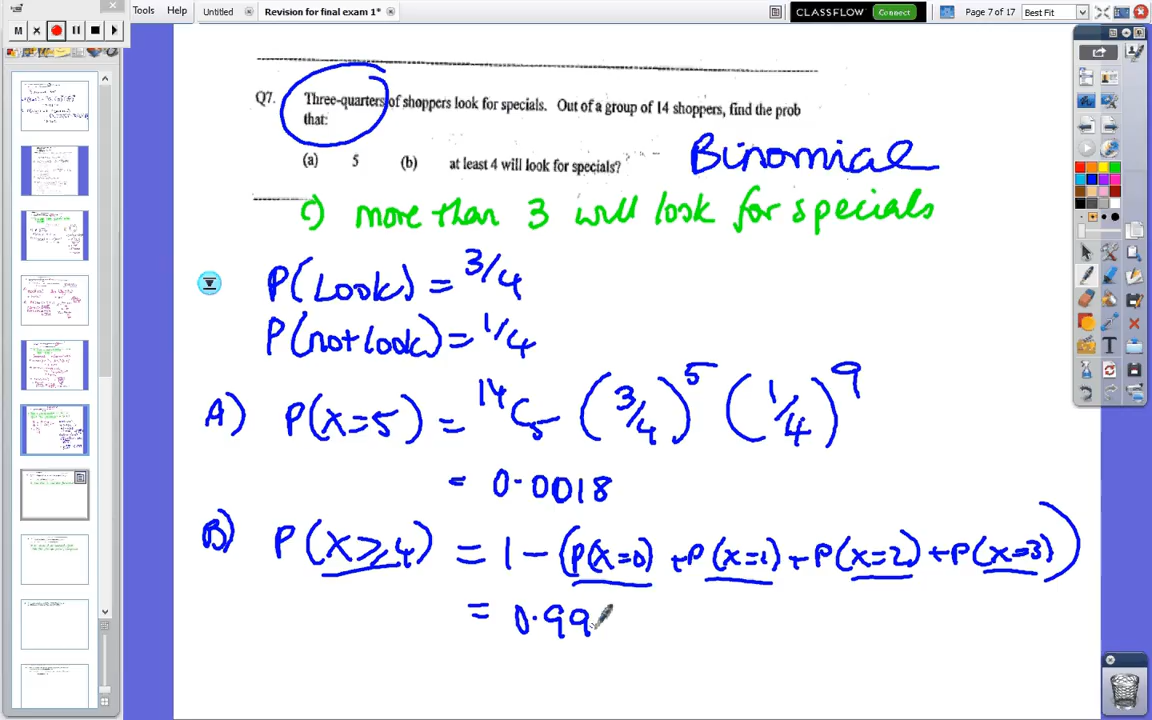 Tools Help Untitled Revision for final exam 1* CLASSFLOW Connect Page 7 of 17 Best Fit
M
Q7. Three-quarters of shoppers look for specials. Out of a group of 14 shoppers, find the prob
that:
(a) 5 (b) at least 4 will look for specials?
Binomial
c) more than 3 will look for specials
P(Look) = 3/4
P(not look) = 1/4
A) P(x=5) = ¹⁴C₅ (3/4)⁵ (1/4)⁹
= 0.0018
B) P(x≥4) = 1 - (P(x=0) + P(x=1) + P(x=2) + P(x=3))
= 0.99